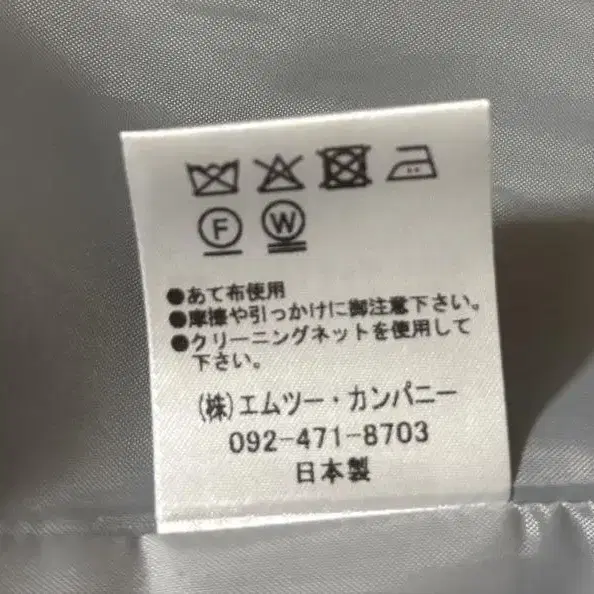 F W
●あて布使用
●摩擦や引っかけに御注意下さい。
●クリーニングネットを使用して
下さい。
(株)エムツー・カンパニー
092-471-8703
日本製